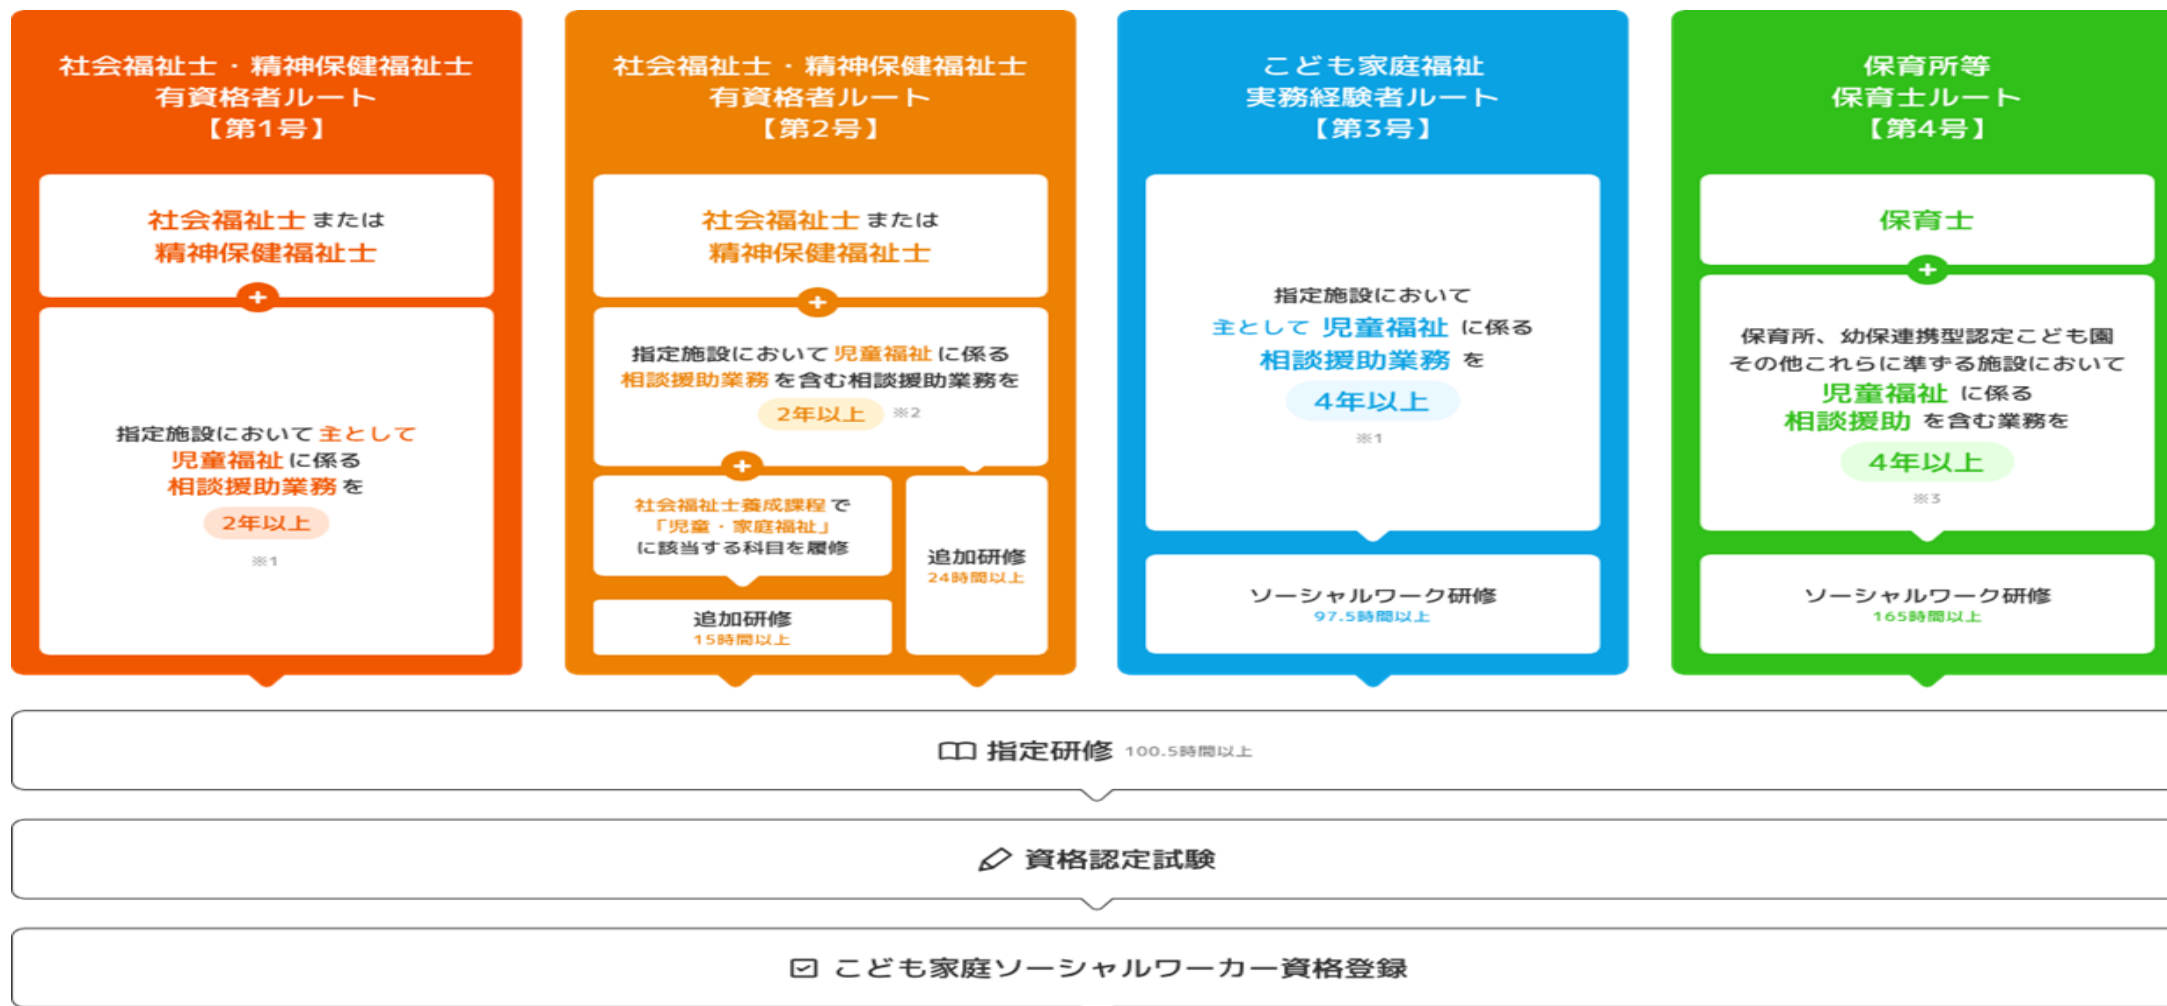 社会福祉士・精神保健福祉士
有資格者ルート
【第1号】
社会福祉士 または
精神保健福祉士
+
指定施設において 主として
児童福祉 に係る
相談援助業務 を
2年以上
※1
社会福祉士・精神保健福祉士
有資格者ルート
【第2号】
社会福祉士 または
精神保健福祉士
+
指定施設において 児童福祉 に係る
相談援助業務 を含む相談援助業務を
2年以上 ※2
+
社会福祉士養成課程 で
「児童・家庭福祉」
に該当する科目を履修
追加研修
15時間以上
追加研修
24時間以上
こども家庭福祉
実務経験者ルート
【第3号】
指定施設において
主として 児童福祉 に係る
相談援助業務 を
4年以上
※1
ソーシャルワーク研修
97.5時間以上
保育所等
保育士ルート
【第4号】
保育士
+
保育所、幼保連携型認定こども園
その他これらに準ずる施設において
児童福祉 に係る
相談援助 を含む業務を
4年以上
※3
ソーシャルワーク研修
165時間以上
指定研修 100.5時間以上
資格認定試験
こども家庭ソーシャルワーカー資格登録